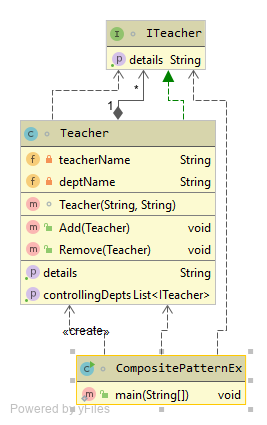 I ITeacher
p details String
1
*
C Teacher
f teacherName String
f deptName String
m Teacher(String, String)
m Add(Teacher) void
m Remove(Teacher) void
p details String
p controllingDepts List<ITeacher>
«create»
C CompositePatternEx
m main(String[]) void
Powered by yFiles